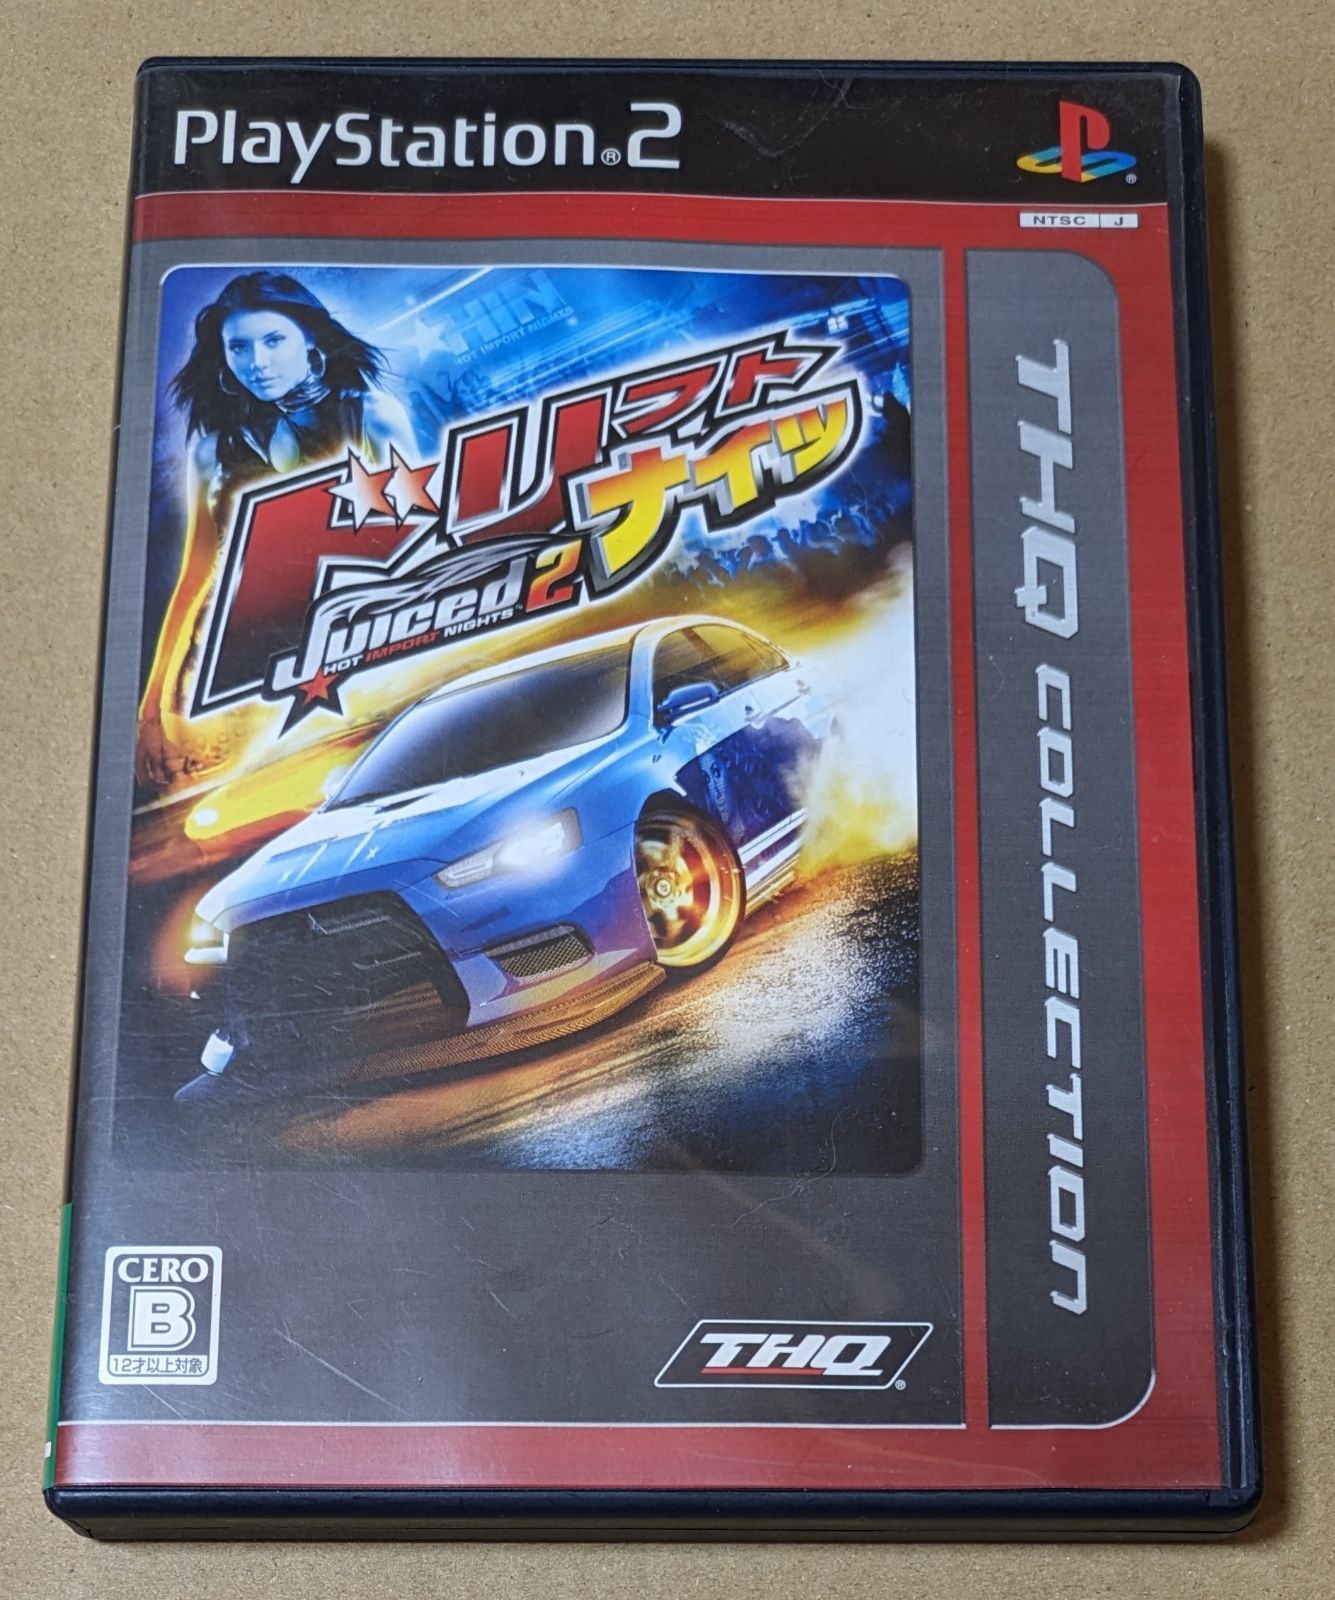 PlayStation®2
NTSC J
HIN
HOT IMPORT NIGHTS
ドリフト
ナイツ
Juiced 2™
HOT IMPORT NIGHTS
THQ COLLECTION
CERO
B
12才以上対象
THQ®